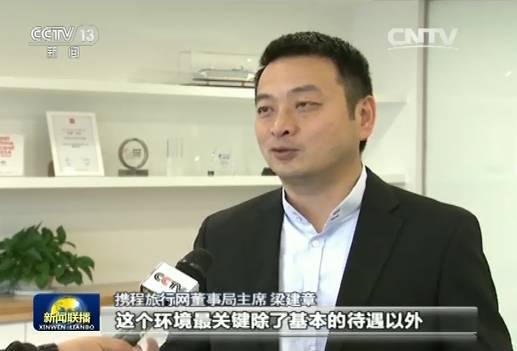 CCTV 13
新闻
CNTV
CCTV
携程旅行网董事局主席 梁建章
这个环境最关键除了基本的待遇以外
新闻联播
XINWEN LIANBO